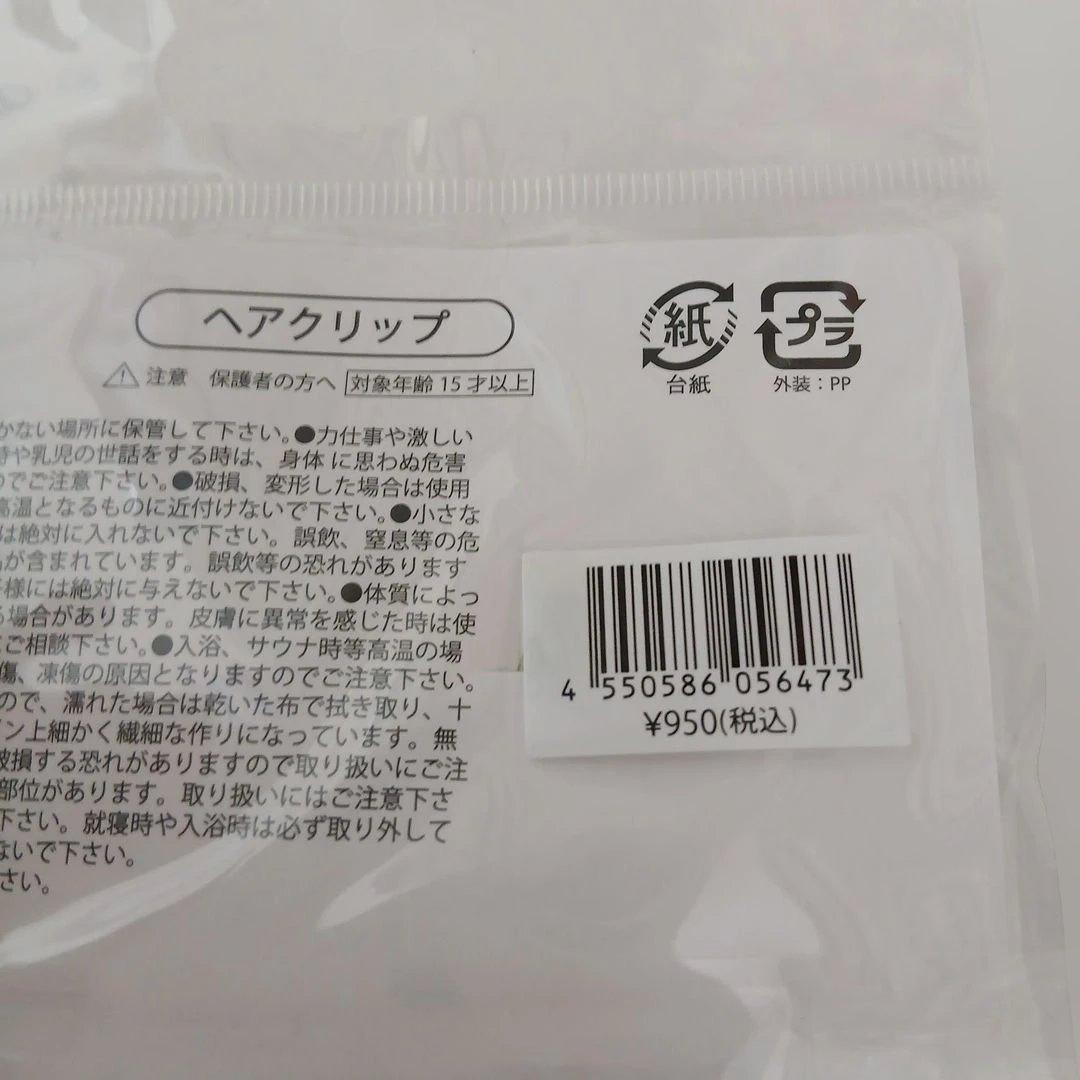 ヘアクリップ
紙
台紙
プラ
外装：PP
注意 保護者の方へ 対象年齢 15 才以上
かない場所に保管して下さい。●力仕事や激しい
や乳児の世話をする時は、身体 に思わぬ危害
のでご注意下さい。●破損、変形した場合は使用
高温となるものに近付けないで下さい。●小さな
は絶対に入れないで下さい。誤飲、窒息等の危
が含まれています。誤飲等の恐れがあります
様には絶対に与えないで下さい。●体質によっ
る場合があります。皮膚に異常を感じた時は使
ご相談下さい。●入浴、サウナ時等高温の場
傷、凍傷の原因となりますのでご注意下さい。
ので、濡れた場合は乾いた布で拭き取り、十
イン上細かく繊細な作りになっています。無
破損する恐れがありますので取り扱いにご注
部位があります。取り扱いにはご注意下さ
下さい。就寝時や入浴時は必ず取り外して
ないで下さい。
さい。
4 550586 056473
¥950(税込)